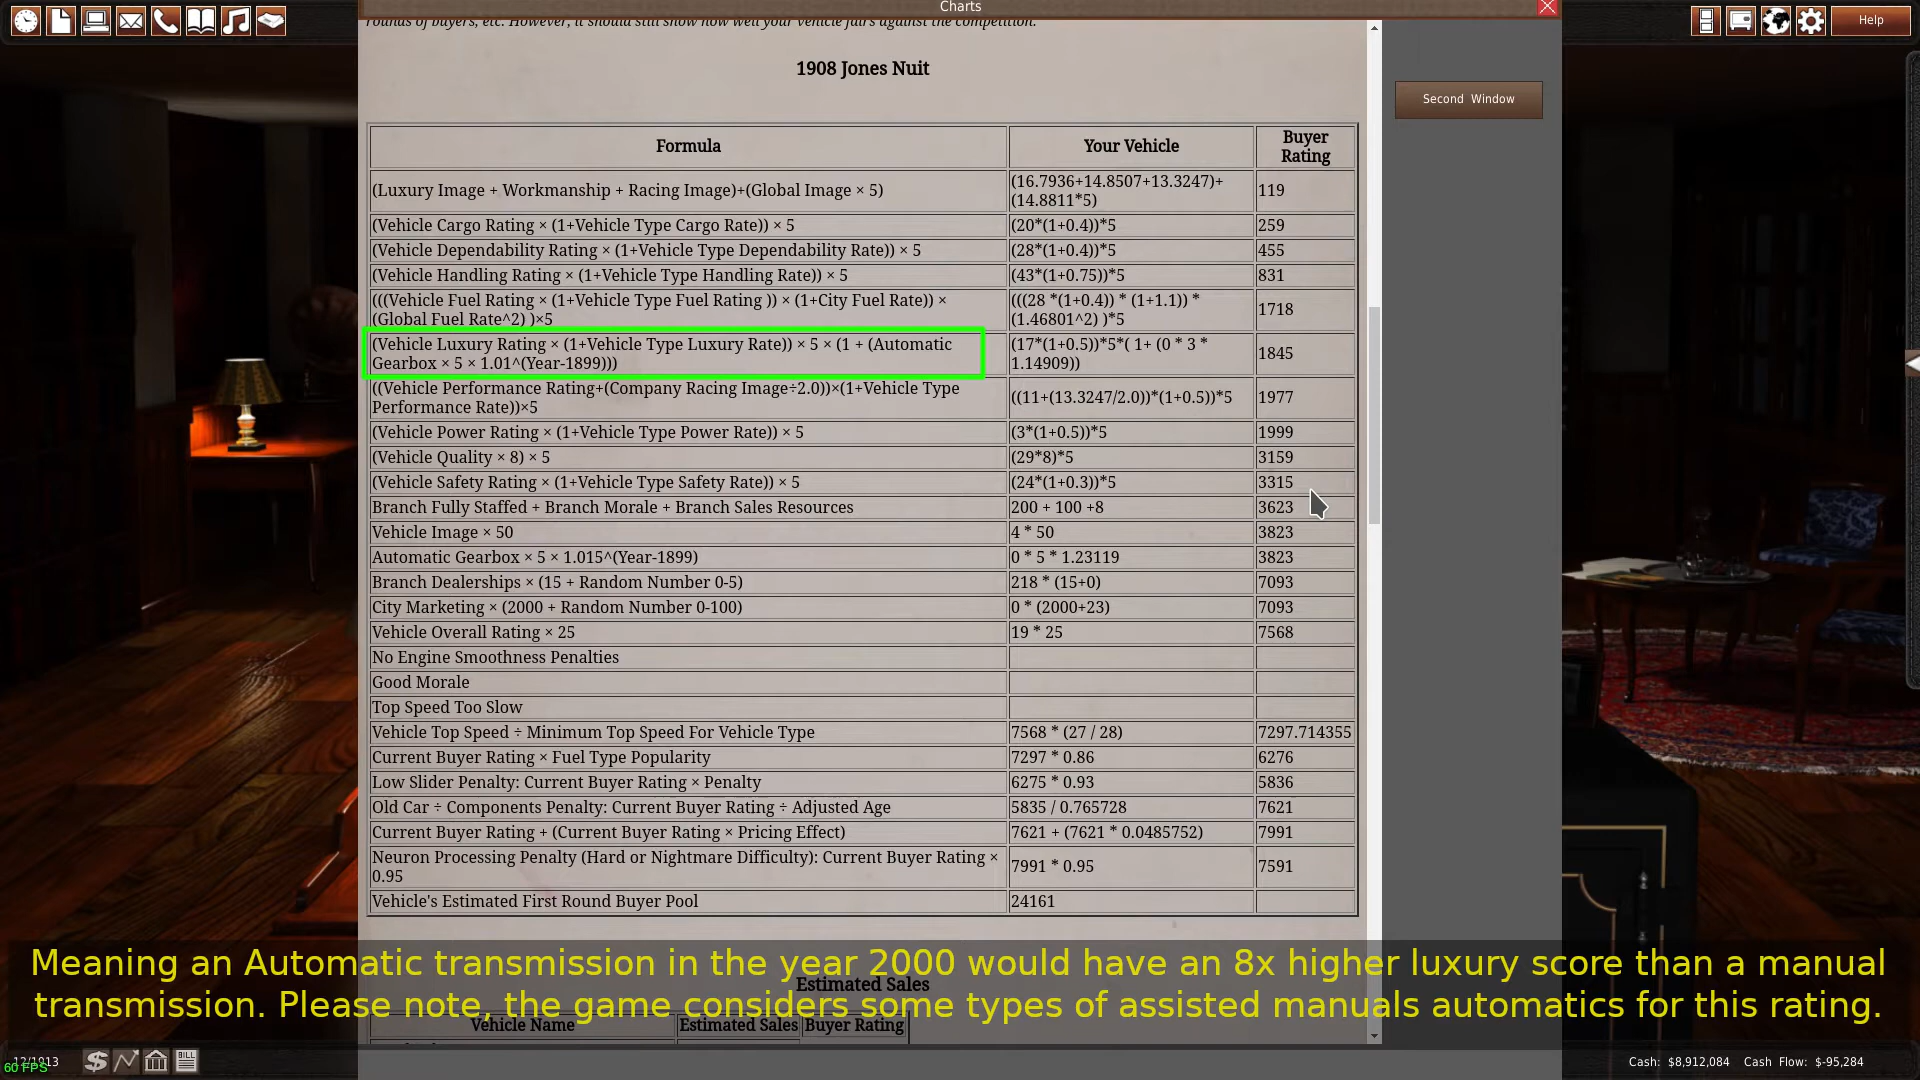 Charts
Help
rounds of buyers, etc. However, it should still show how well your vehicle fairs against the competition.
1908 Jones Nuit
Second Window
Formula Your Vehicle Buyer Rating
(Luxury Image + Workmanship + Racing Image)+(Global Image × 5) (16.7936+14.8507+13.3247)+ (14.8811*5) 119
(Vehicle Cargo Rating × (1+Vehicle Type Cargo Rate)) × 5 (20*(1+0.4))*5 259
(Vehicle Dependability Rating × (1+Vehicle Type Dependability Rate)) × 5 (28*(1+0.4))*5 455
(Vehicle Handling Rating × (1+Vehicle Type Handling Rate)) × 5 (43*(1+0.75))*5 831
(((Vehicle Fuel Rating × (1+Vehicle Type Fuel Rating )) × (1+City Fuel Rate)) ×
(Global Fuel Rate^2) )×5 (((28 *(1+0.4)) * (1+1.1)) *
(1.46801^2) )*5 1718
(Vehicle Luxury Rating × (1+Vehicle Type Luxury Rate)) × 5 × (1 + (Automatic
Gearbox × 5 × 1.01^(Year-1899))) (17*(1+0.5))*5*( 1+ (0 * 3 *
1.14909)) 1845
((Vehicle Performance Rating+(Company Racing Image÷2.0))×(1+Vehicle Type
Performance Rate))×5 ((11+(13.3247/2.0))*(1+0.5))*5 1977
(Vehicle Power Rating × (1+Vehicle Type Power Rate)) × 5 (3*(1+0.5))*5 1999
(Vehicle Quality × 8) × 5 (29*8)*5 3159
(Vehicle Safety Rating × (1+Vehicle Type Safety Rate)) × 5 (24*(1+0.3))*5 3315
Branch Fully Staffed + Branch Morale + Branch Sales Resources 200 + 100 +8 3623
Vehicle Image × 50 4 * 50 3823
Automatic Gearbox × 5 × 1.015^(Year-1899) 0 * 5 * 1.23119 3823
Branch Dealerships × (15 + Random Number 0-5) 218 * (15+0) 7093
City Marketing × (2000 + Random Number 0-100) 0 * (2000+23) 7093
Vehicle Overall Rating × 25 19 * 25 7568
No Engine Smoothness Penalties
Good Morale
Top Speed Too Slow
Vehicle Top Speed ÷ Minimum Top Speed For Vehicle Type 7568 * (27 / 28) 7297.714355
Current Buyer Rating × Fuel Type Popularity 7297 * 0.86 6276
Low Slider Penalty: Current Buyer Rating × Penalty 6275 * 0.93 5836
Old Car ÷ Components Penalty: Current Buyer Rating ÷ Adjusted Age 5835 / 0.765728 7621
Current Buyer Rating + (Current Buyer Rating × Pricing Effect) 7621 + (7621 * 0.0485752) 7991
Neuron Processing Penalty (Hard or Nightmare Difficulty): Current Buyer Rating ×
0.95 7991 * 0.95 7591
Vehicle's Estimated First Round Buyer Pool 24161
Meaning an Automatic transmission in the year 2000 would have an 8x higher luxury score than a manual
transmission. Please note, the game considers some types of assisted manuals automatics for this rating.
Estimated Sales
Vehicle Name Estimated Sales Buyer Rating
60 FPS
BILL
Cash: $8,912,084 Cash Flow: $-95,284